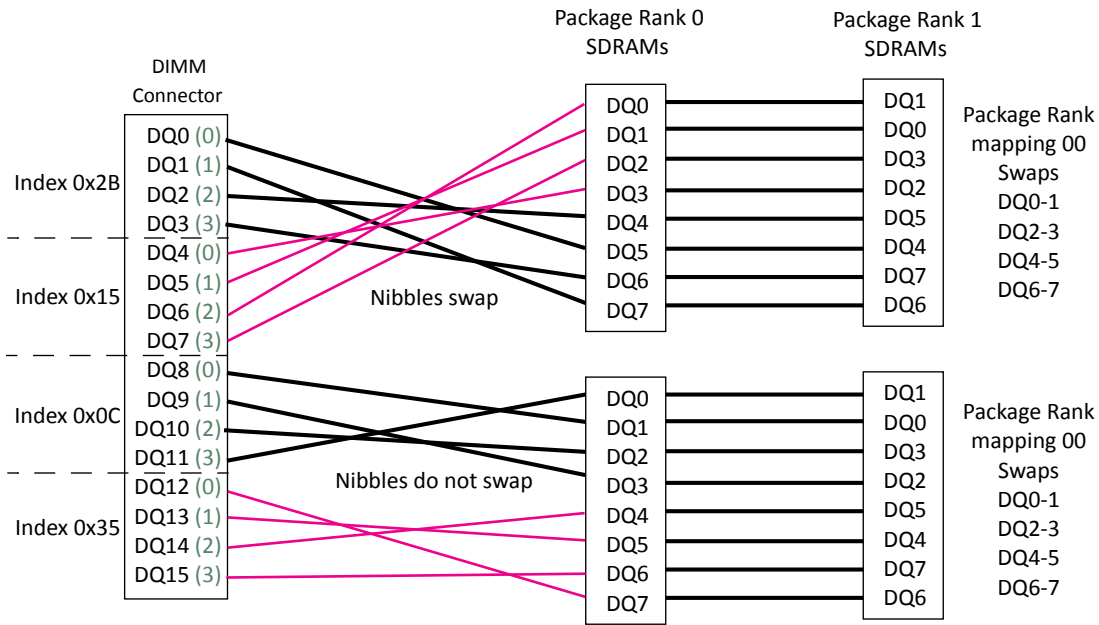 Package Rank 0
SDRAMs
Package Rank 1
SDRAMs
DIMM
Connector
DQ0 (0)
DQ1 (1)
DQ2 (2)
DQ3 (3)
DQ4 (0)
DQ5 (1)
DQ6 (2)
DQ7 (3)
DQ8 (0)
DQ9 (1)
DQ10 (2)
DQ11 (3)
DQ12 (0)
DQ13 (1)
DQ14 (2)
DQ15 (3)
Index 0x2B
Index 0x15
Index 0x0C
Index 0x35
Nibbles swap
Nibbles do not swap
DQ0
DQ1
DQ2
DQ3
DQ4
DQ5
DQ6
DQ7
DQ1
DQ0
DQ3
DQ2
DQ5
DQ4
DQ7
DQ6
Package Rank
mapping 00
Swaps
DQ0-1
DQ2-3
DQ4-5
DQ6-7
DQ0
DQ1
DQ2
DQ3
DQ4
DQ5
DQ6
DQ7
DQ1
DQ0
DQ3
DQ2
DQ5
DQ4
DQ7
DQ6
Package Rank
mapping 00
Swaps
DQ0-1
DQ2-3
DQ4-5
DQ6-7